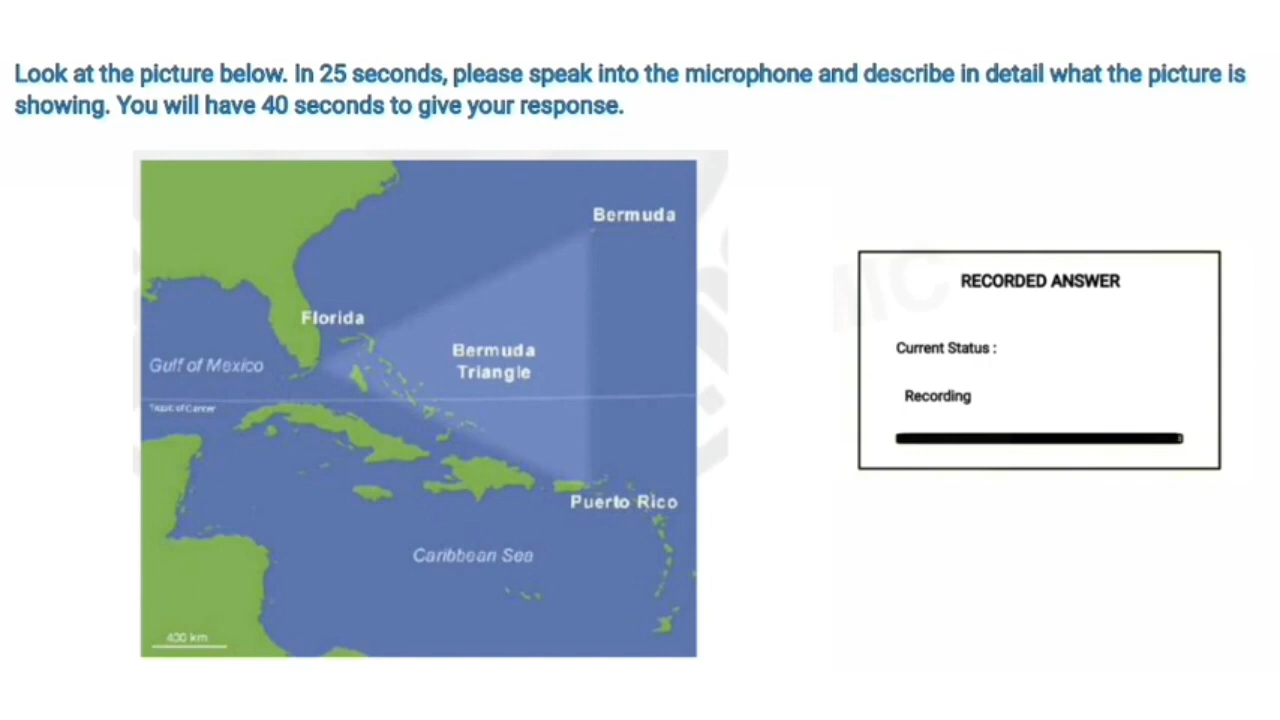 Look at the picture below. In 25 seconds, please speak into the microphone and describe in detail what the picture is
showing. You will have 40 seconds to give your response.
Bermuda
RECORDED ANSWER
Florida
Current Status :
Bermuda
Triangle
Gulf of Mexico
Recording
Tropic of Cancer
Puerto Rico
Caribbean Sea
400 km